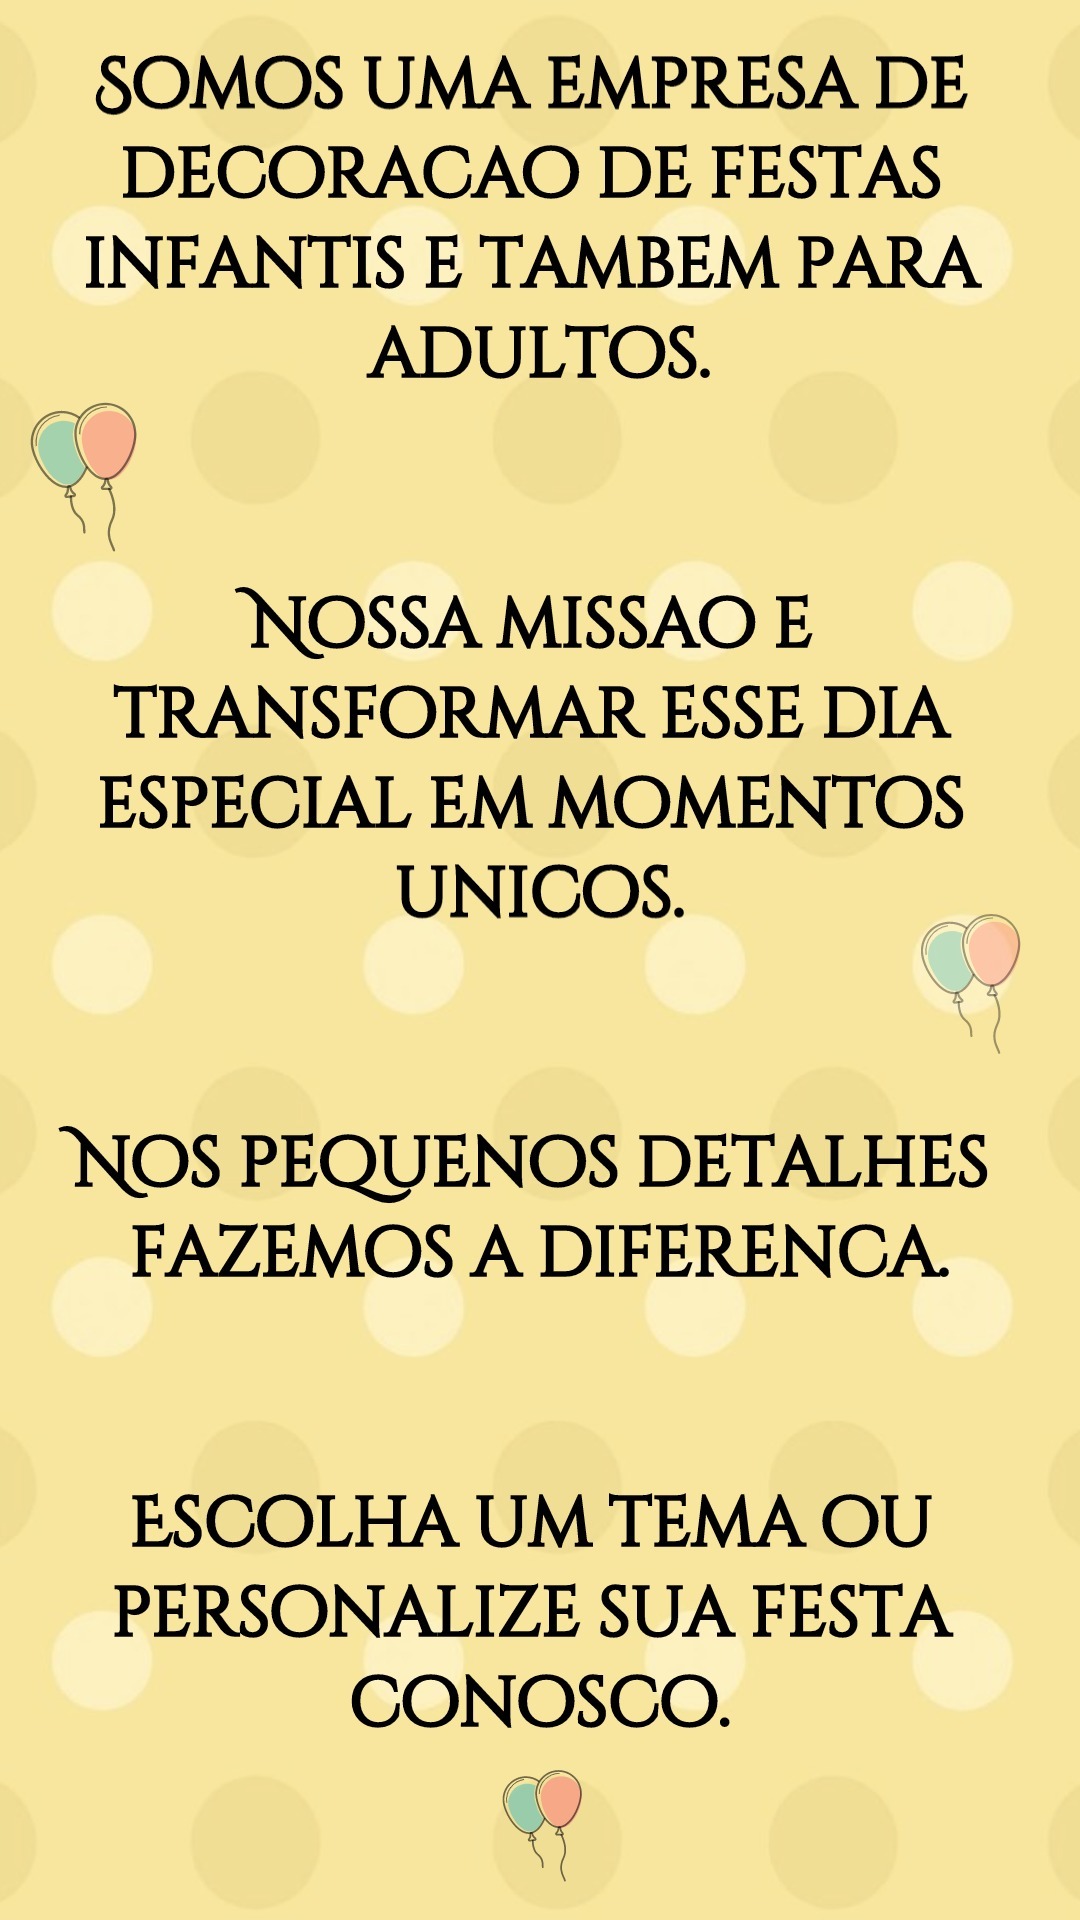 Somos uma empresa de
decoracao de festas
infantis e tambem para
adultos.
Nossa missao e
transformar esse dia
especial em momentos
unicos.
Nos pequenos detalhes
fazemos a diferenca.
Escolha um tema ou
personalize sua festa
conosco.